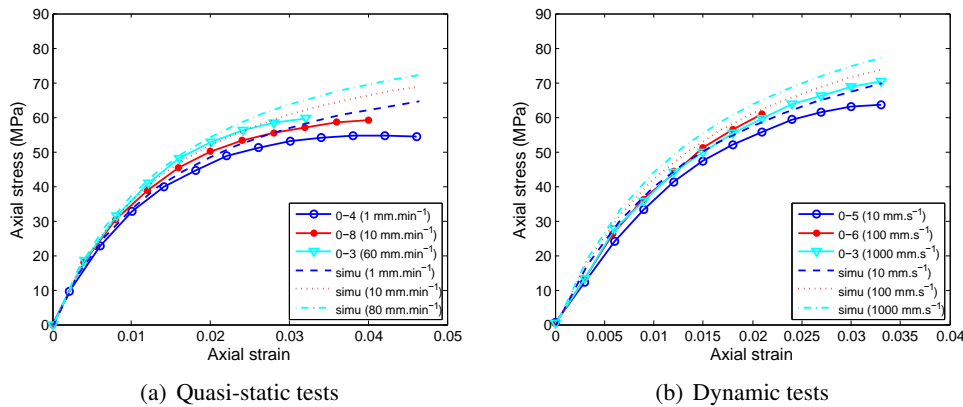 90
80
70
60
50
40
30
20
10
0
0
0.01
0.02
0.03
0.04
0.05
Axial stress (MPa)
Axial strain
0−4 (1 mm.min⁻¹)
0−8 (10 mm.min⁻¹)
0−3 (60 mm.min⁻¹)
simu (1 mm.min⁻¹)
simu (10 mm.min⁻¹)
simu (80 mm.min⁻¹)
(a) Quasi-static tests
90
80
70
60
50
40
30
20
10
0
0
0.005
0.01
0.015
0.02
0.025
0.03
0.035
0.04
Axial stress (MPa)
Axial strain
0−5 (10 mm.s⁻¹)
0−6 (100 mm.s⁻¹)
0−3 (1000 mm.s⁻¹)
simu (10 mm.s⁻¹)
simu (100 mm.s⁻¹)
simu (1000 mm.s⁻¹)
(b) Dynamic tests